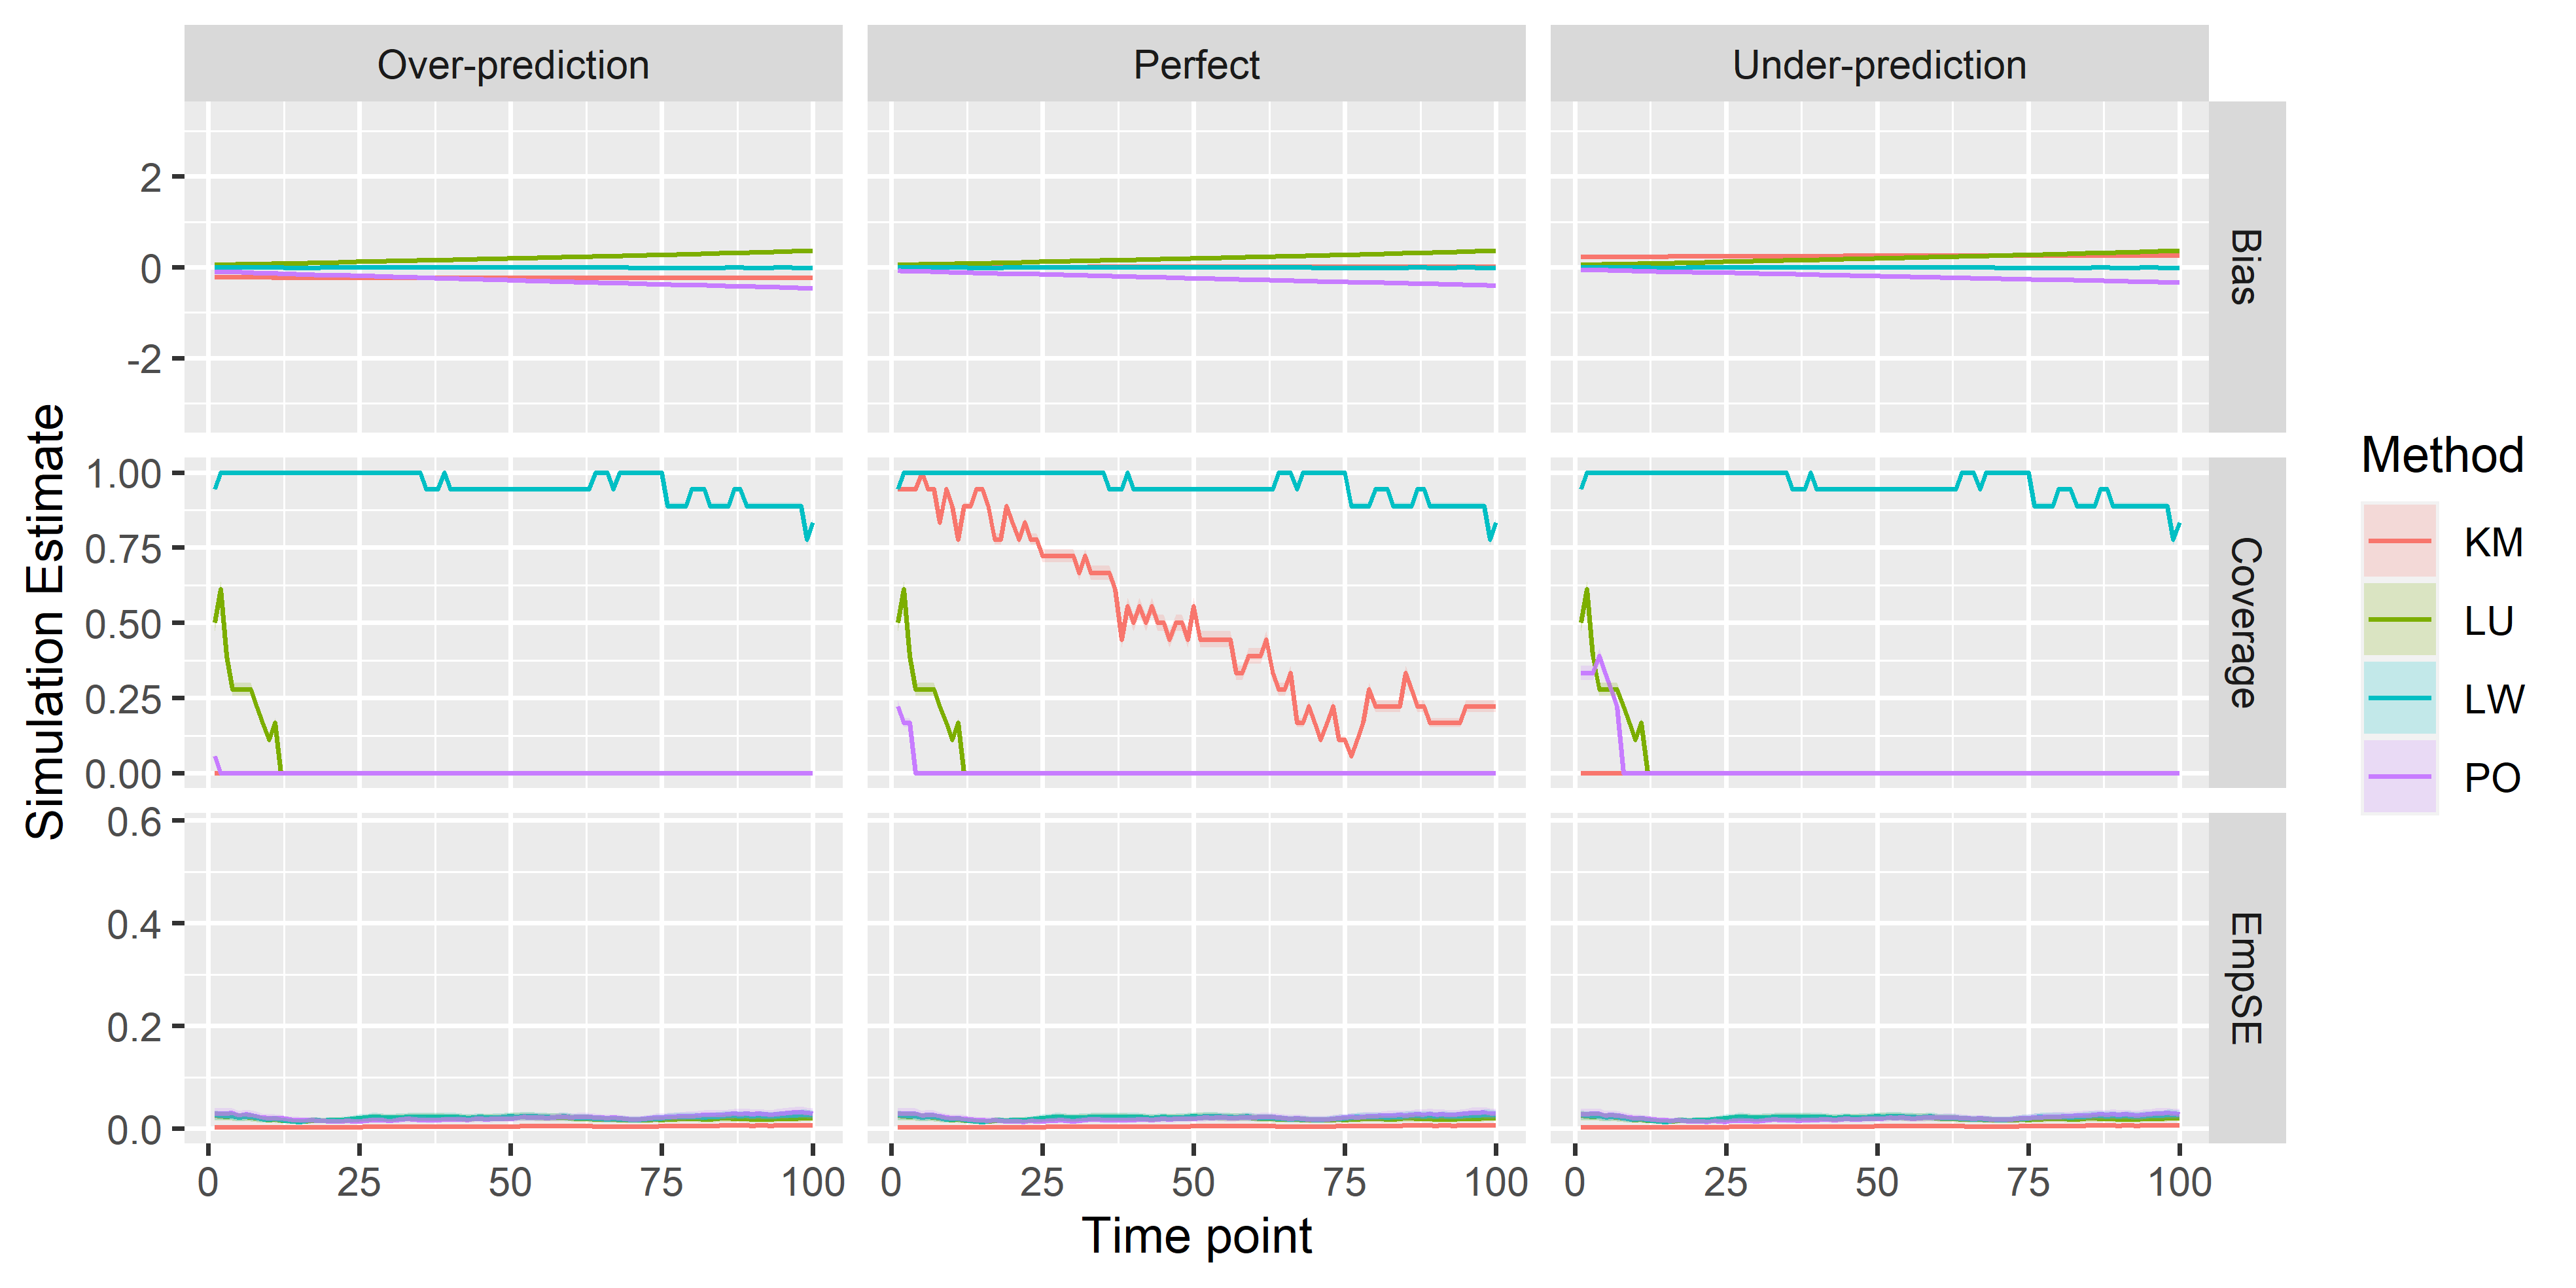 Over-prediction
Perfect
Under-prediction
2
0
-2
Bias
1.00
0.75
0.50
0.25
0.00
Coverage
0.6
0.4
0.2
0.0
EmpSE
0 25 50 75 100
0 25 50 75 100
0 25 50 75 100
Time point
Simulation Estimate
Method
KM
LU
LW
PO